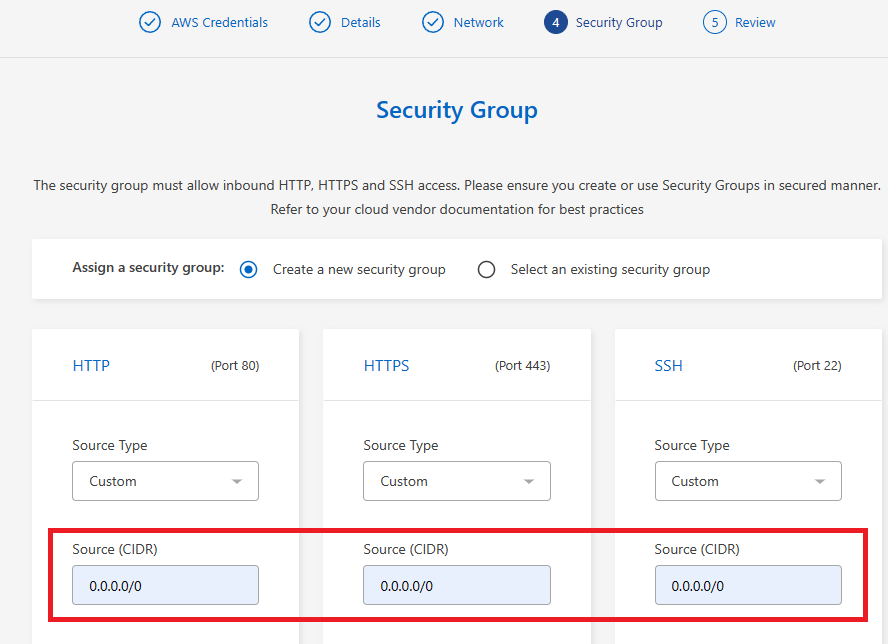 AWS Credentials Details Network 4 Security Group 5 Review
Security Group
The security group must allow inbound HTTP, HTTPS and SSH access. Please ensure you create or use Security Groups in secured manner.
Refer to your cloud vendor documentation for best practices
Assign a security group: Create a new security group Select an existing security group
HTTP (Port 80) HTTPS (Port 443) SSH (Port 22)
Source Type Source Type Source Type
Custom Custom Custom
Source (CIDR) Source (CIDR) Source (CIDR)
0.0.0.0/0 0.0.0.0/0 0.0.0.0/0